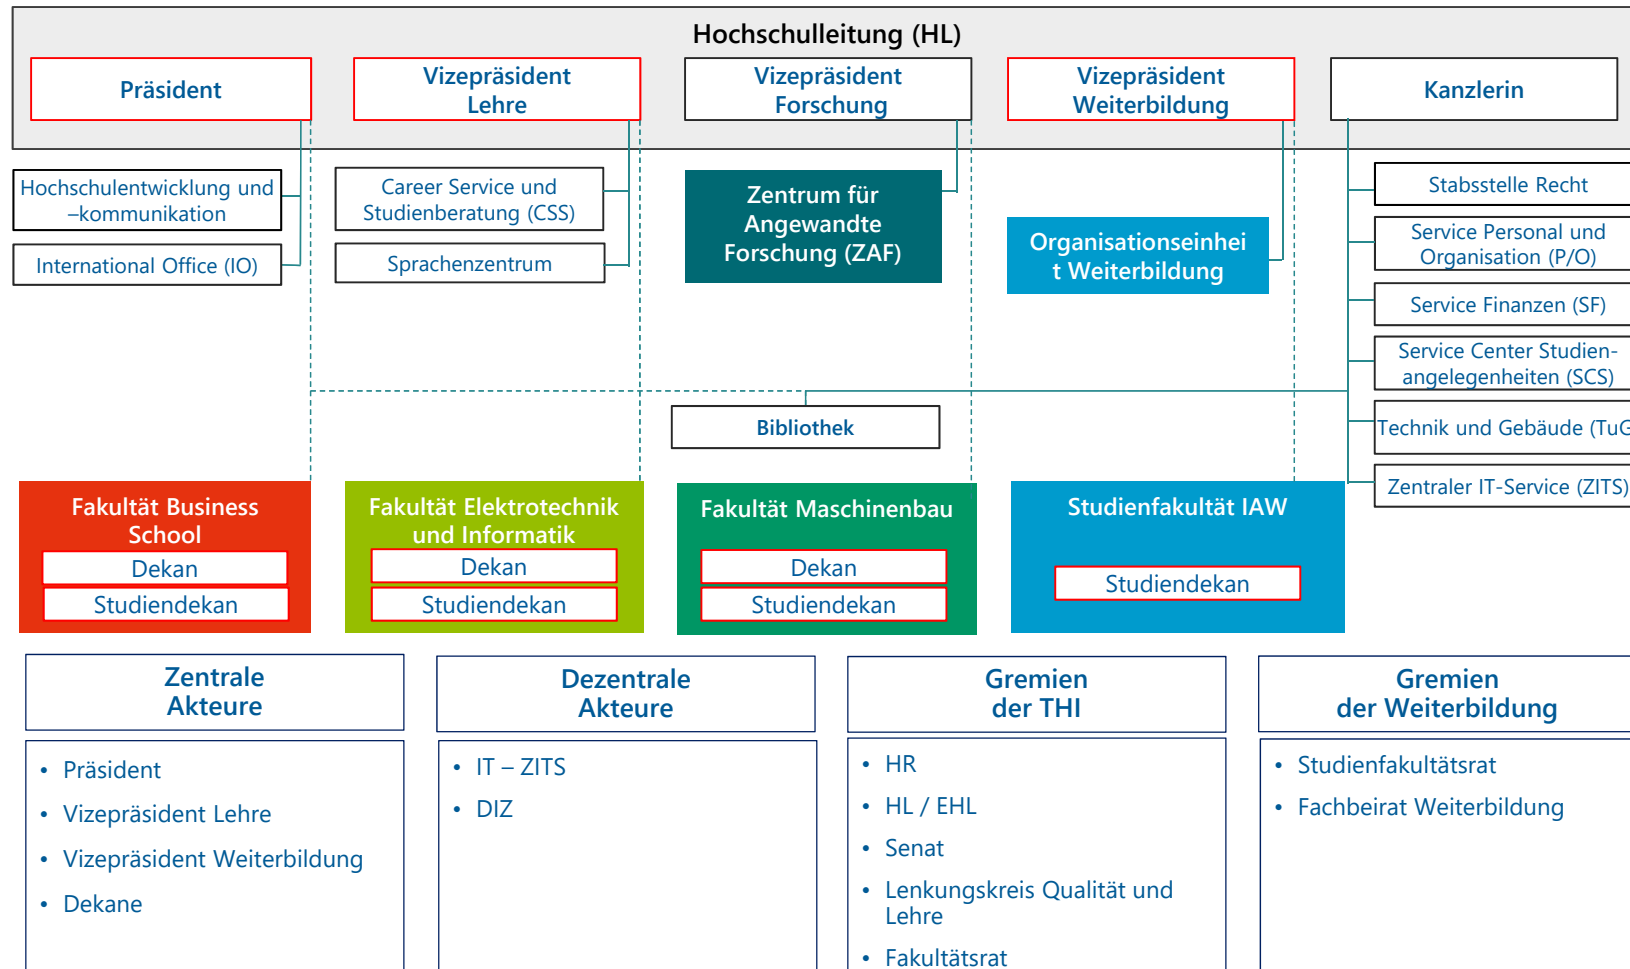 Hochschulleitung (HL)
Präsident
Vizepräsident
Lehre
Vizepräsident
Forschung
Vizepräsident
Weiterbildung
Kanzlerin
Hochschulentwicklung und
–kommunikation
International Office (IO)
Career Service und
Studienberatung (CSS)
Sprachenzentrum
Zentrum für
Angewandte
Forschung (ZAF)
Organisationseinhei
t Weiterbildung
Stabsstelle Recht
Service Personal und
Organisation (P/O)
Service Finanzen (SF)
Service Center Studien-
angelegenheiten (SCS)
Technik und Gebäude (TuG
Zentraler IT-Service (ZITS)
Bibliothek
Fakultät Business
School
Dekan
Studiendekan
Fakultät Elektrotechnik
und Informatik
Dekan
Studiendekan
Fakultät Maschinenbau
Dekan
Studiendekan
Studienfakultät IAW
Studiendekan
Zentrale
Akteure
• Präsident
• Vizepräsident Lehre
• Vizepräsident Weiterbildung
• Dekane
Dezentrale
Akteure
• IT – ZITS
• DIZ
Gremien
der THI
• HR
• HL / EHL
• Senat
• Lenkungskreis Qualität und
Lehre
• Fakultätsrat
Gremien
der Weiterbildung
• Studienfakultätsrat
• Fachbeirat Weiterbildung